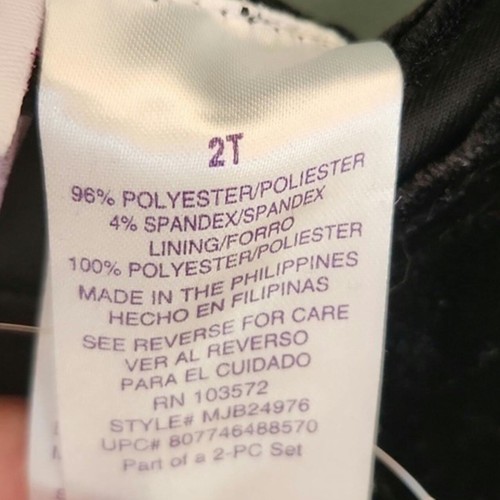 2T
96% POLYESTER/POLIESTER
4% SPANDEX/SPANDEX
LINING/FORRO
100% POLYESTER/POLIESTER
MADE IN THE PHILIPPINES
HECHO EN FILIPINAS
SEE REVERSE FOR CARE
VER AL REVERSO
PARA EL CUIDADO
RN 103572
STYLE# MJB24976
UPC# 807746488570
Part of a 2-PC Set